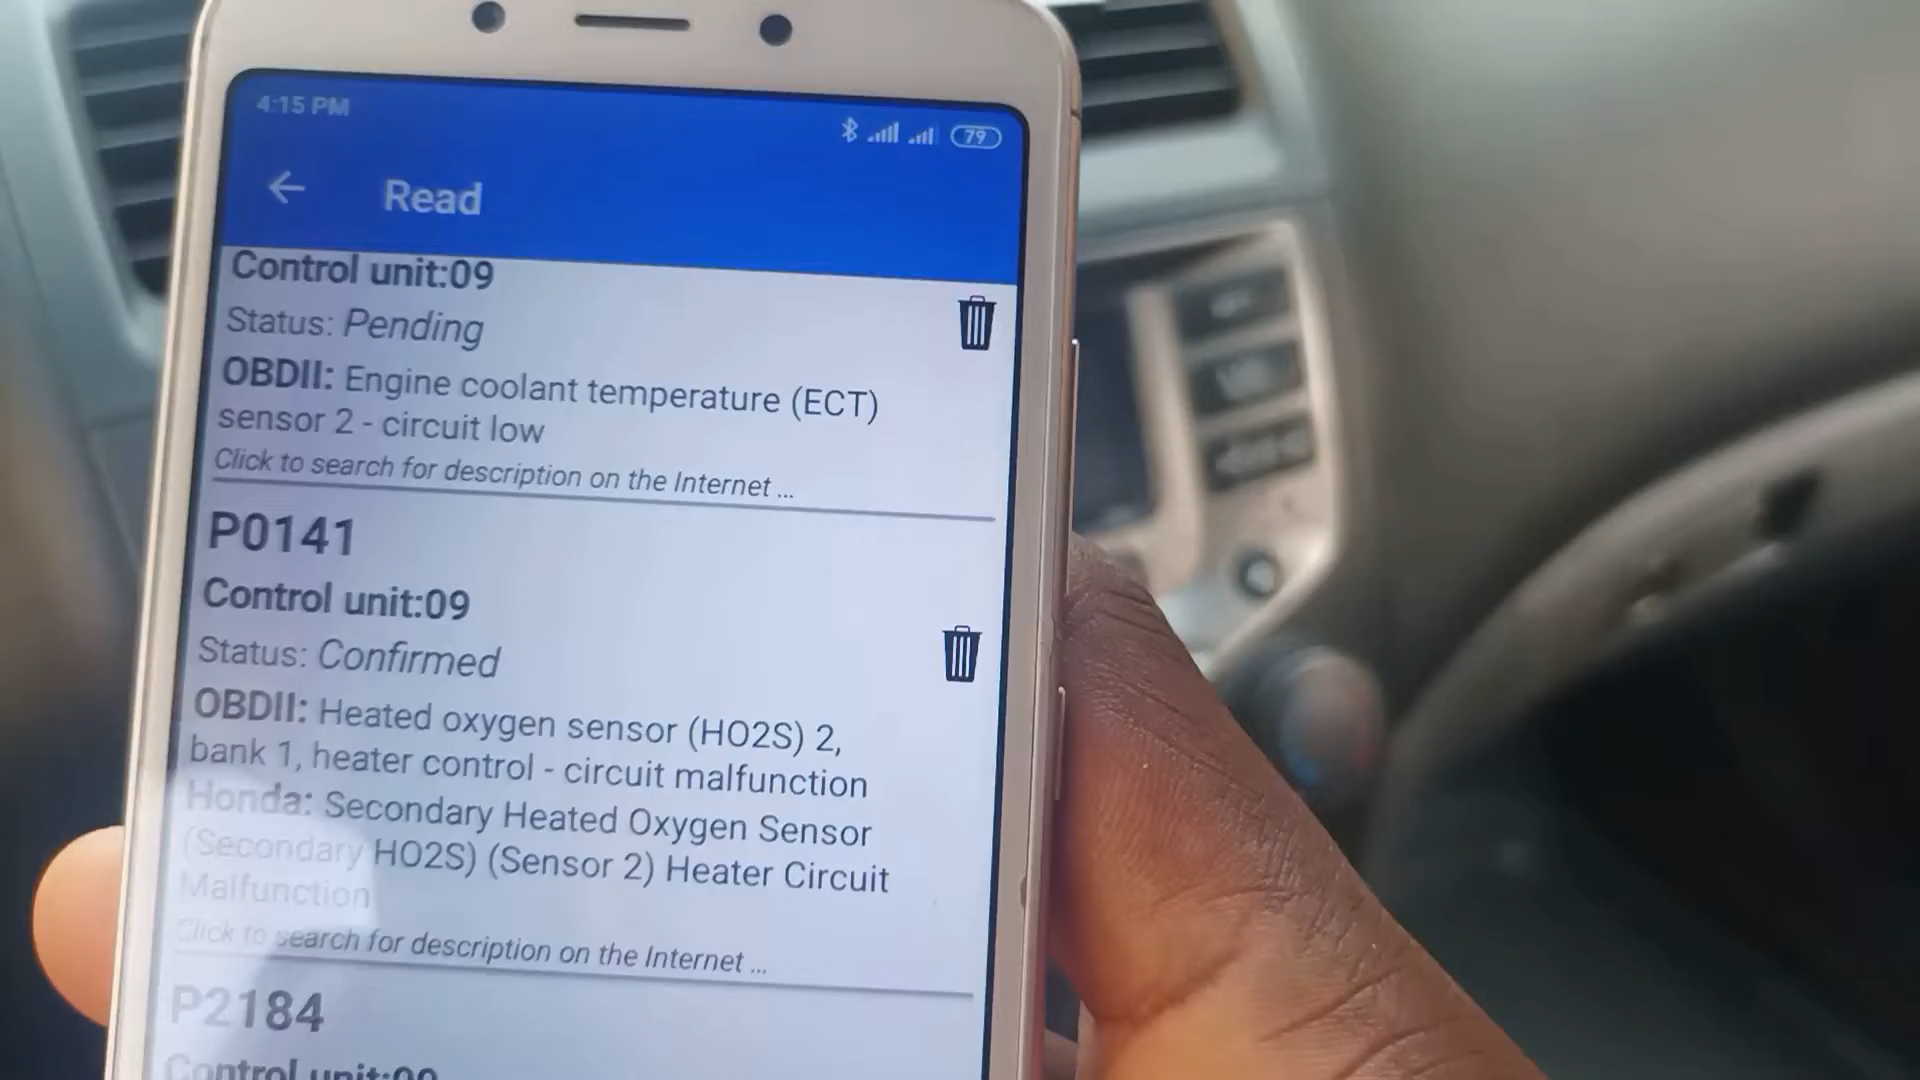 4:15 PM
79
Read
Control unit:09
Status: Pending
OBDII: Engine coolant temperature (ECT)
sensor 2 - circuit low
Click to search for description on the Internet ...
P0141
Control unit:09
Status: Confirmed
OBDII: Heated oxygen sensor (HO2S) 2,
bank 1, heater control - circuit malfunction
Honda: Secondary Heated Oxygen Sensor
(Secondary HO2S) (Sensor 2) Heater Circuit
Malfunction
Click to search for description on the Internet ...
P2184
Control unit:09